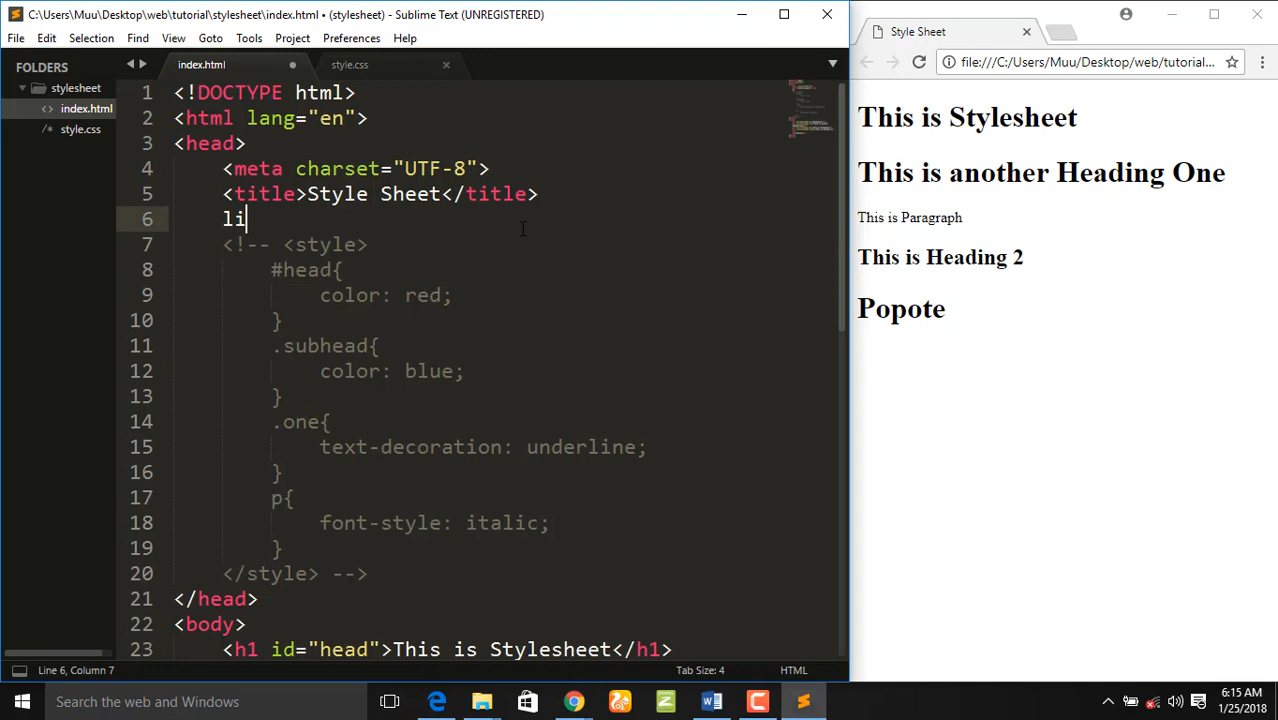 C:\Users\Muu\Desktop\web\tutorial\stylesheet\index.html • (stylesheet) - Sublime Text (UNREGISTERED)
File Edit Selection Find View Goto Tools Project Preferences Help
FOLDERS
stylesheet
<> index.html
/* style.css
index.html
style.css
1 <!DOCTYPE html>
2 <html lang="en">
3 <head>
4 <meta charset="UTF-8">
5 <title>Style Sheet</title>
6 li
7 <!-- <style>
8 #head{
9 color: red;
10 }
11 .subhead{
12 color: blue;
13 }
14 .one{
15 text-decoration: underline;
16 }
17 p{
18 font-style: italic;
19 }
20 </style> -->
21 </head>
22 <body>
23 <h1 id="head">This is Stylesheet</h1>
Line 6, Column 7
Tab Size: 4
HTML
Style Sheet
file:///C:/Users/Muu/Desktop/web/tutorial...
This is Stylesheet
This is another Heading One
This is Paragraph
This is Heading 2
Popote
Search the web and Windows
6:15 AM
1/25/2018